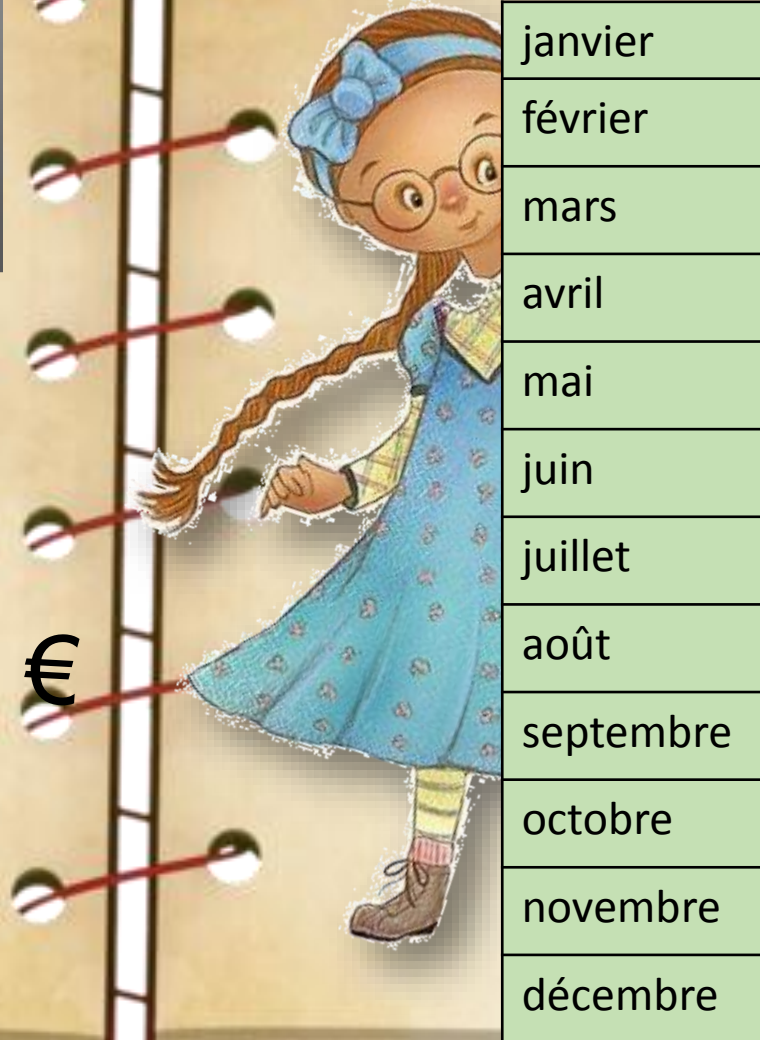 janvier
février
mars
avril
mai
juin
juillet
août
€
septembre
octobre
novembre
décembre